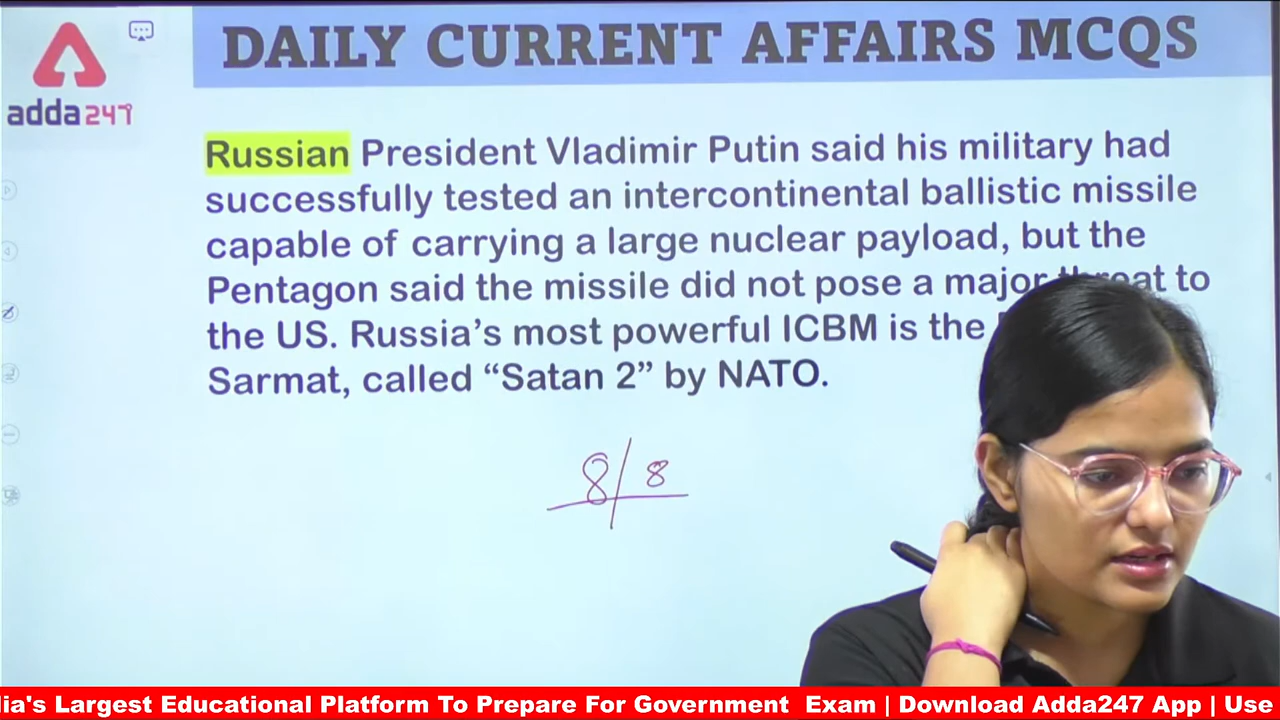 DAILY CURRENT AFFAIRS MCQS
adda247
Russian President Vladimir Putin said his military had
successfully tested an intercontinental ballistic missile
capable of carrying a large nuclear payload, but the
Pentagon said the missile did not pose a major threat to
the US. Russia's most powerful ICBM is the
Sarmat, called “Satan 2” by NATO.
8/8
dia's Largest Educational Platform To Prepare For Government Exam | Download Adda247 App | Use